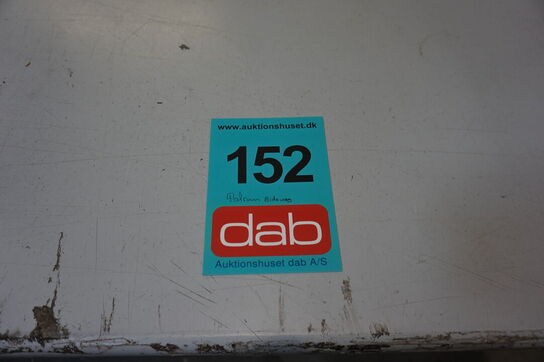 www.auktionshuset.dk
152
dab
Auktionshuset dab A/S